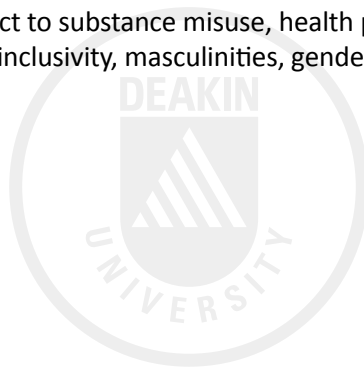 ct to substance misuse, health p
inclusivity, masculinities, gende
DEAKIN
UNIVERSITY